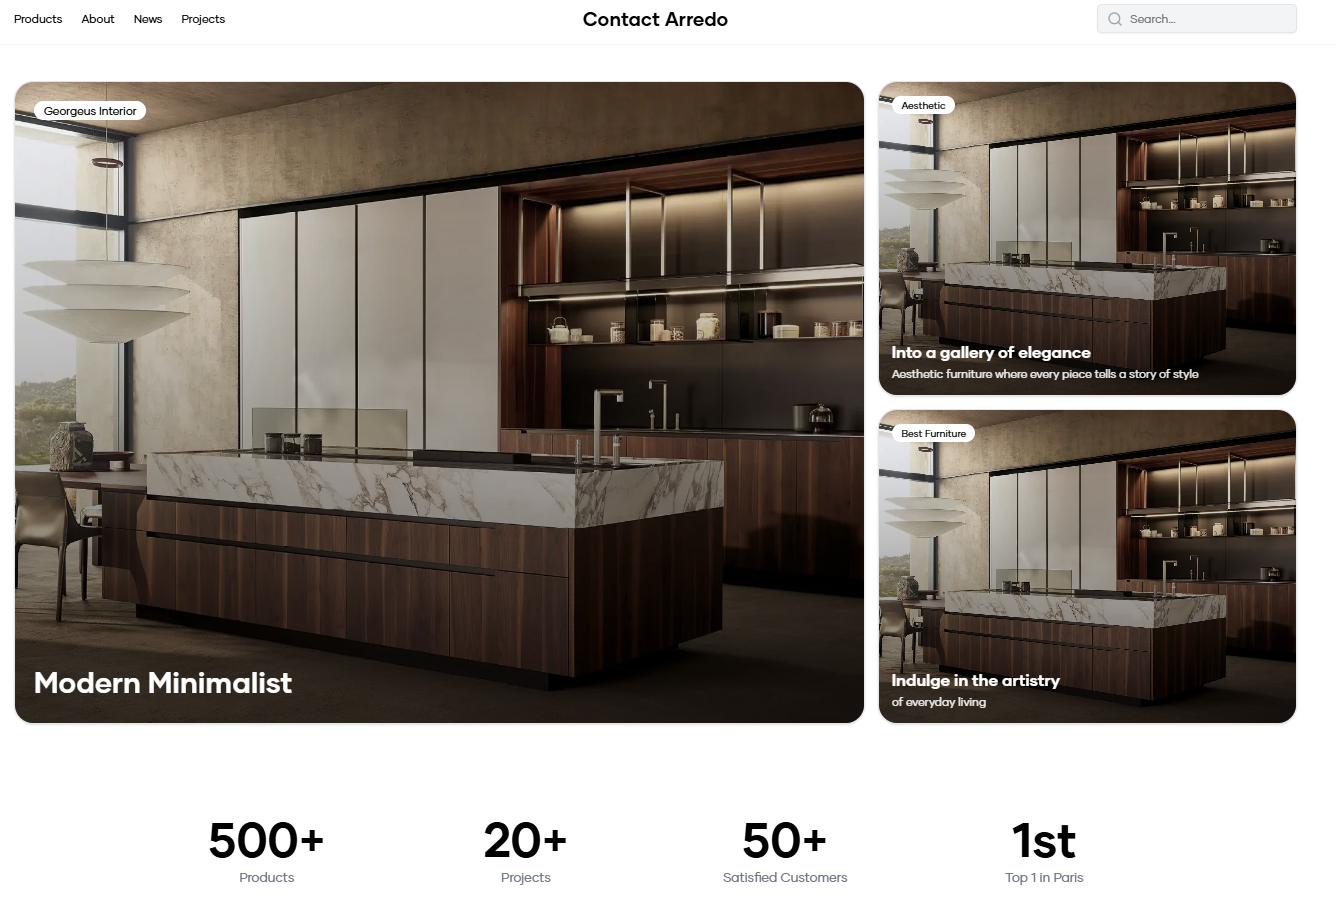 Products About News Projects
Contact Arredo
Search...
Georgeus Interior
Modern Minimalist
Aesthetic
Into a gallery of elegance
Aesthetic furniture where every piece tells a story of style
Best Furniture
Indulge in the artistry
of everyday living
500+
Products
20+
Projects
50+
Satisfied Customers
1st
Top 1 in Paris